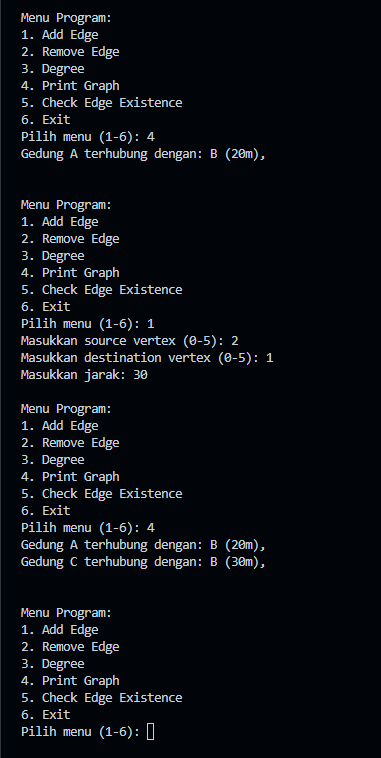 Menu Program:
1. Add Edge
2. Remove Edge
3. Degree
4. Print Graph
5. Check Edge Existence
6. Exit
Pilih menu (1-6): 4
Gedung A terhubung dengan: B (20m),
Menu Program:
1. Add Edge
2. Remove Edge
3. Degree
4. Print Graph
5. Check Edge Existence
6. Exit
Pilih menu (1-6): 1
Masukkan source vertex (0-5): 2
Masukkan destination vertex (0-5): 1
Masukkan jarak: 30
Menu Program:
1. Add Edge
2. Remove Edge
3. Degree
4. Print Graph
5. Check Edge Existence
6. Exit
Pilih menu (1-6): 4
Gedung A terhubung dengan: B (20m),
Gedung C terhubung dengan: B (30m),
Menu Program:
1. Add Edge
2. Remove Edge
3. Degree
4. Print Graph
5. Check Edge Existence
6. Exit
Pilih menu (1-6):